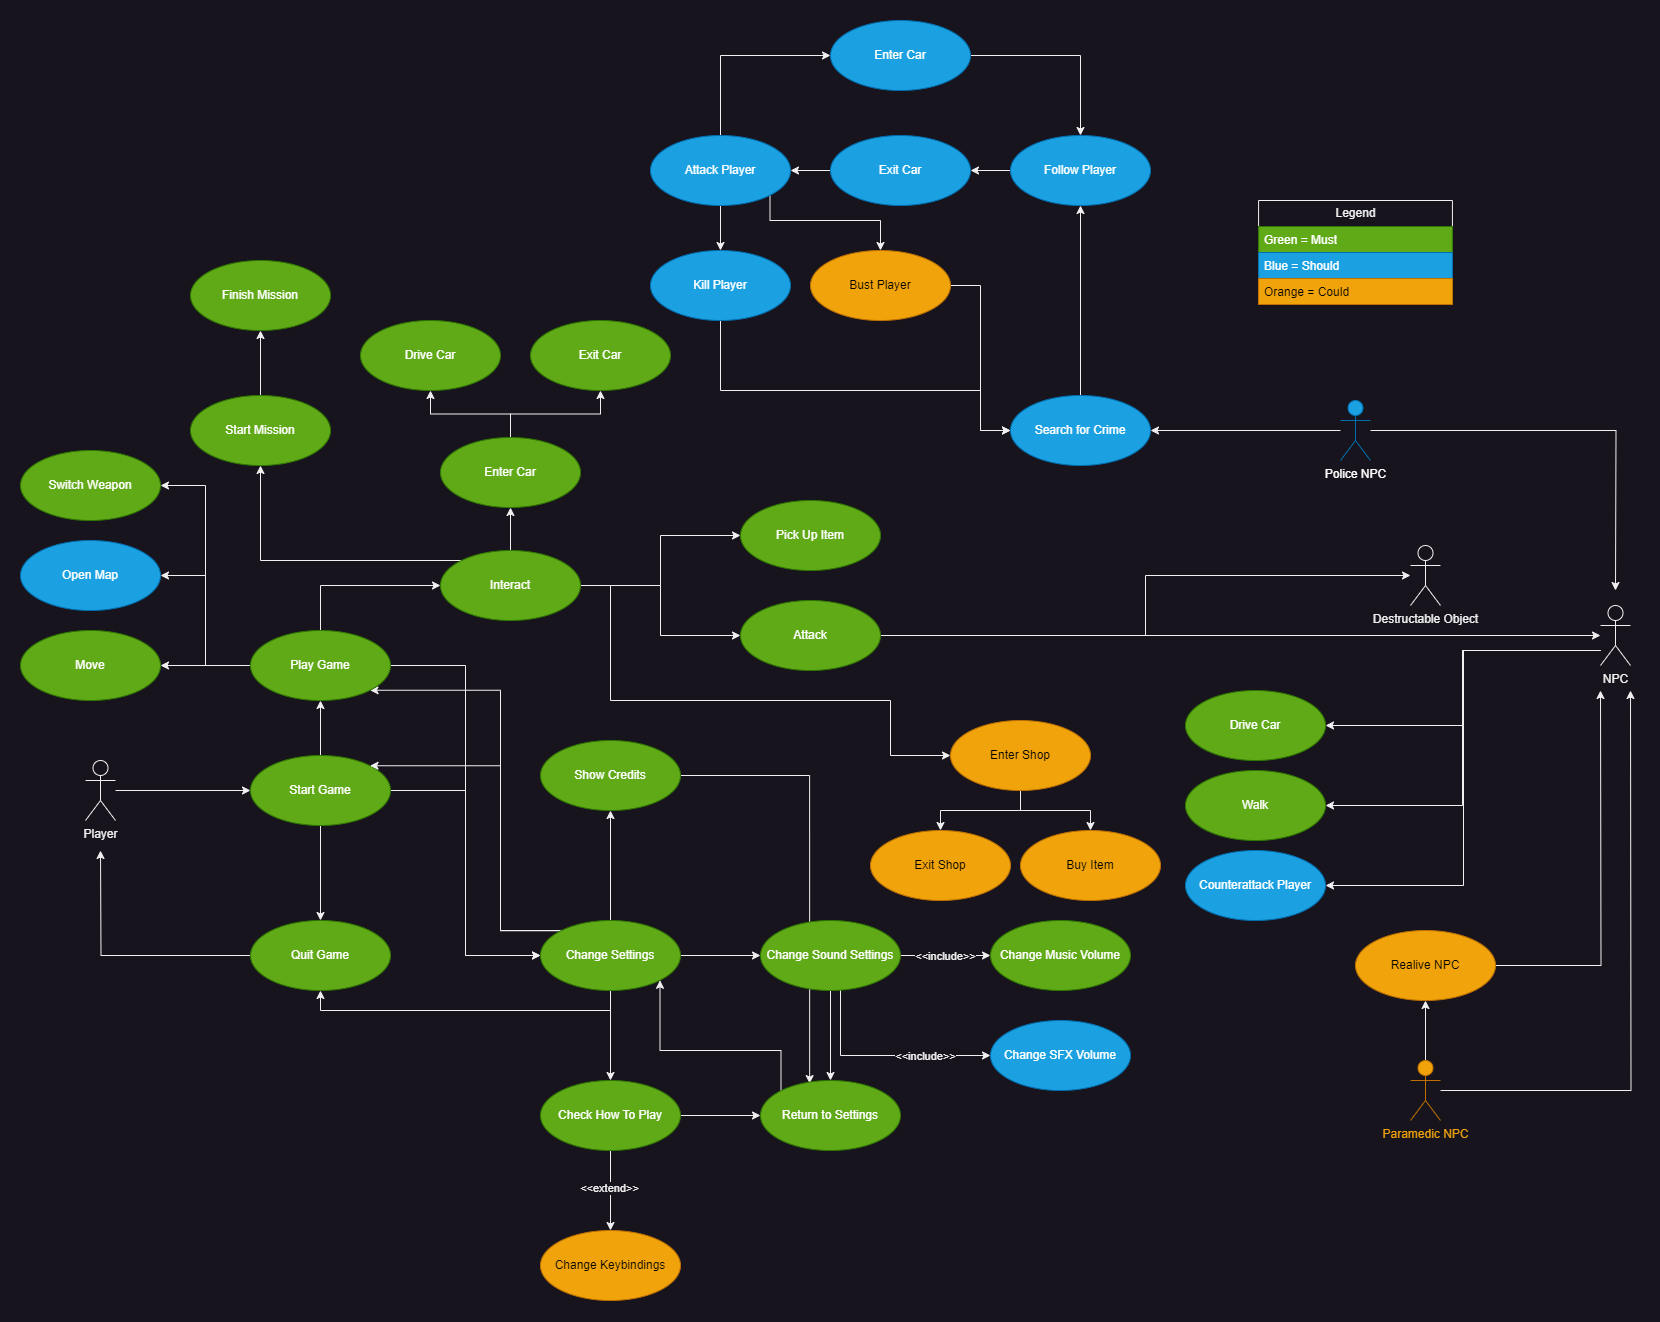 Enter Car
Attack Player
Exit Car
Follow Player
Legend
Green = Must
Blue = Should
Orange = Could
Kill Player
Bust Player
Finish Mission
Drive Car
Exit Car
Start Mission
Search for Crime
Police NPC
Enter Car
Switch Weapon
Pick Up Item
Open Map
Interact
Destructable Object
Attack
Move
Play Game
NPC
Drive Car
Enter Shop
Show Credits
Start Game
Walk
Player
Exit Shop
Buy Item
Counterattack Player
Quit Game
Change Settings
Change Sound Settings
<<include>>
Change Music Volume
Realive NPC
<<include>>
Change SFX Volume
Check How To Play
Return to Settings
Paramedic NPC
<<extend>>
Change Keybindings